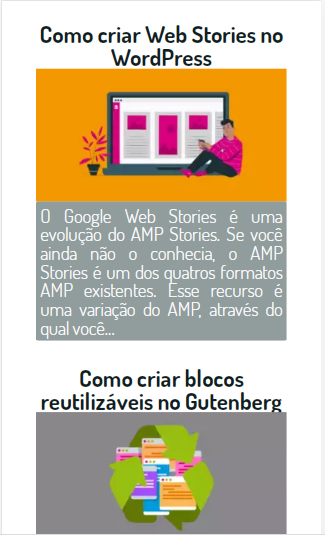 Como criar Web Stories no
WordPress
O Google Web Stories é uma
evolução do AMP Stories. Se você
ainda não o conhecia, o AMP
Stories é um dos quatro formatos
AMP existentes. Esse recurso é
uma variação do AMP, através do
qual você...
Como criar blocos
reutilizáveis no Gutenberg